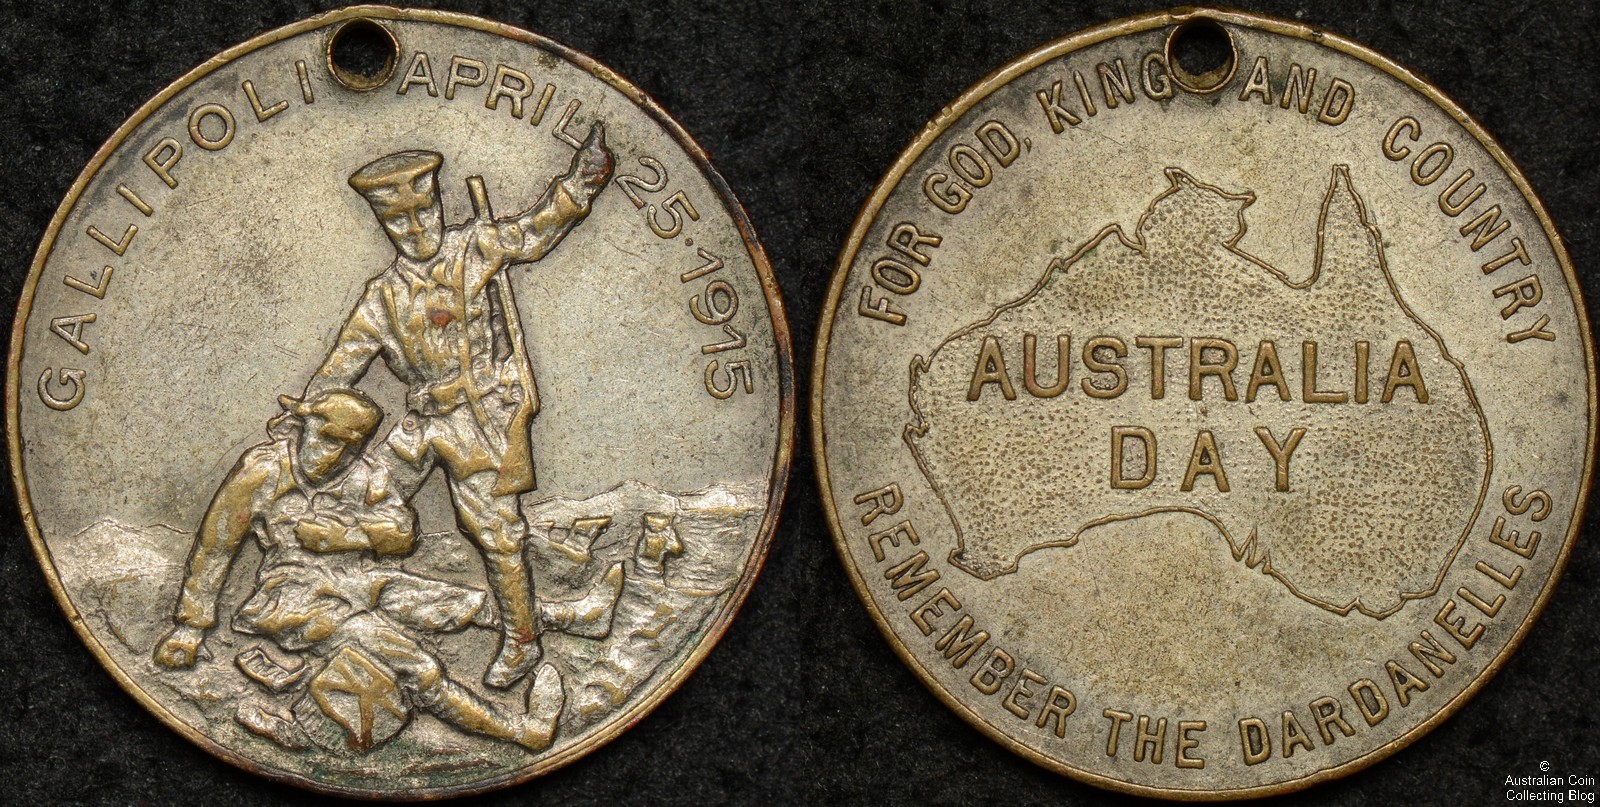 GALLIPOLI APRIL 25·1915
FOR GOD, KING AND COUNTRY
AUSTRALIA
DAY
REMEMBER THE DARDANELLES
©
Australian Coin
Collecting Blog